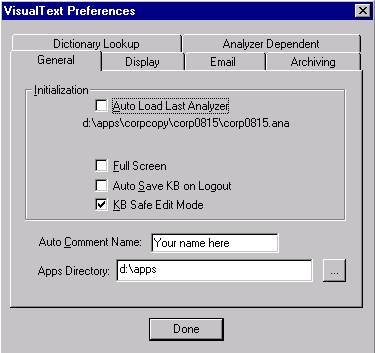 VisualText Preferences
Dictionary Lookup Analyzer Dependent
General Display Email Archiving
Initialization
Auto Load Last Analyzer
d:\apps\corpcopy\corp0815\corp0815.ana
Full Screen
Auto Save KB on Logout
KB Safe Edit Mode
Auto Comment Name: Your name here
Apps Directory: d:\apps ...
Done